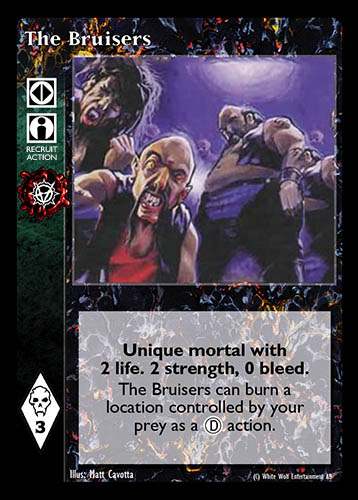 The Bruisers
RECRUIT
ACTION
Unique mortal with
2 life. 2 strength, 0 bleed.
The Bruisers can burn a
location controlled by your
prey as a Ⓓ action.
3
Illus: Matt Cavotta
(C) White Wolf Entertainment AB